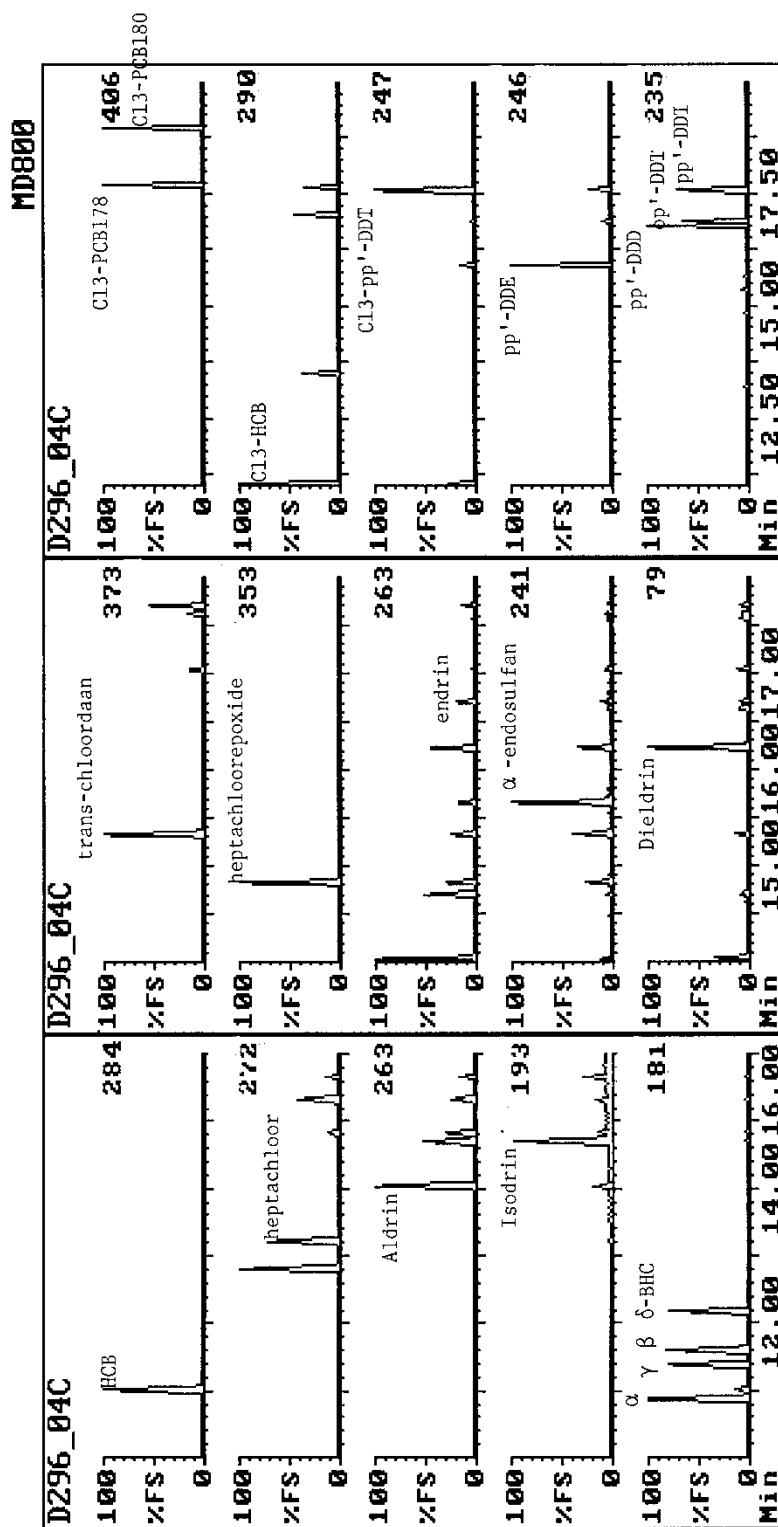 MD800
D296_04C
284
100
%FS
0
HCB
272
100
%FS
0
heptachloor
263
100
%FS
0
Aldrin
193
100
%FS
0
Isodrin
181
100
%FS
0
α γ β δ-BHC
Min 12.00 14.00 16.00
D296_04C
373
100
%FS
0
trans-chloordaan
353
100
%FS
0
heptachloorepoxide
263
100
%FS
0
endrin
241
100
%FS
0
α-endosulfan
79
100
%FS
0
Dieldrin
Min 15.00 16.00 17.00
D296_04C
406
100
%FS
0
C13-PCB178
C13-PCB180
290
100
%FS
0
C13-HCB
247
100
%FS
0
C13-pp'-DDT
246
100
%FS
0
pp'-DDE
235
100
%FS
0
pp'-DDD
op'-DDT
pp'-DDT
Min 12.50 15.00 17.50